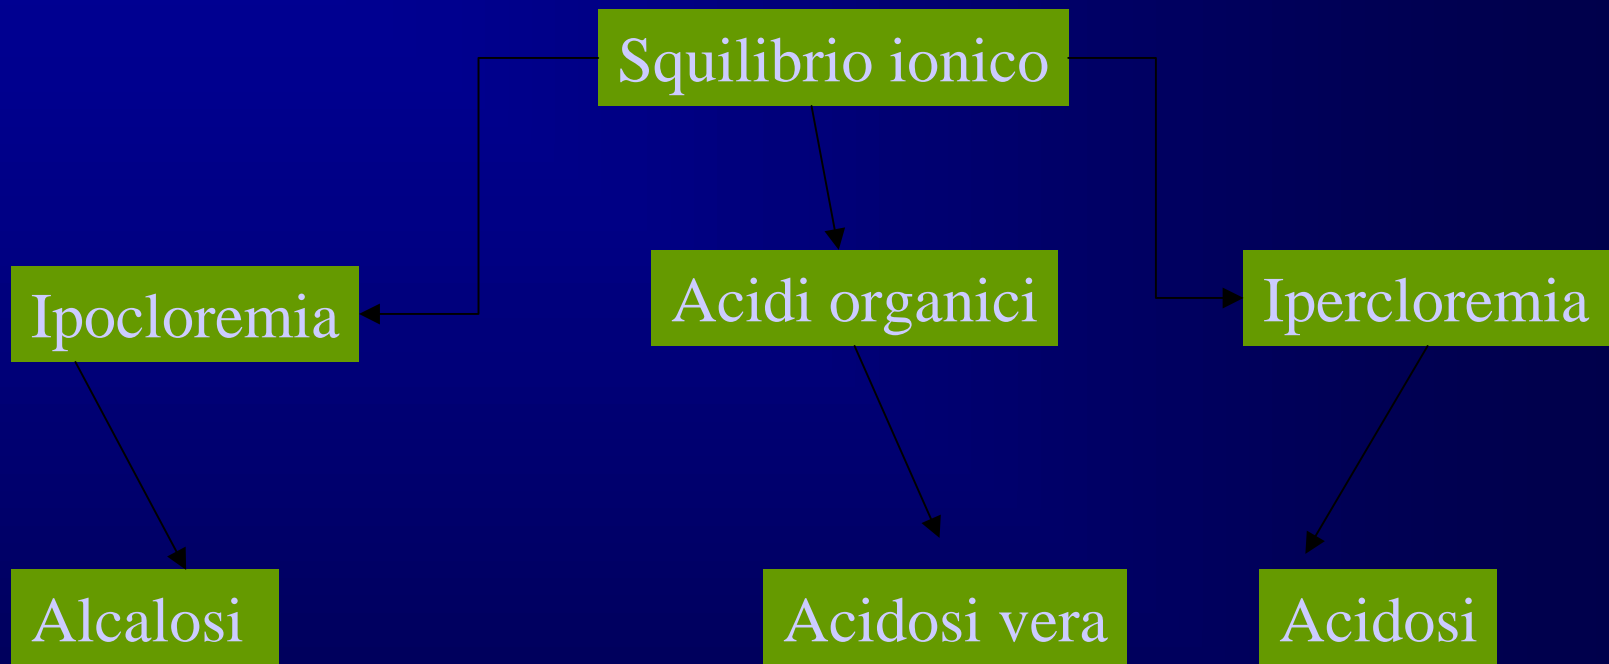 Squilibrio ionico
Ipocloremia
Acidi organici
Ipercloremia
Alcalosi
Acidosi vera
Acidosi